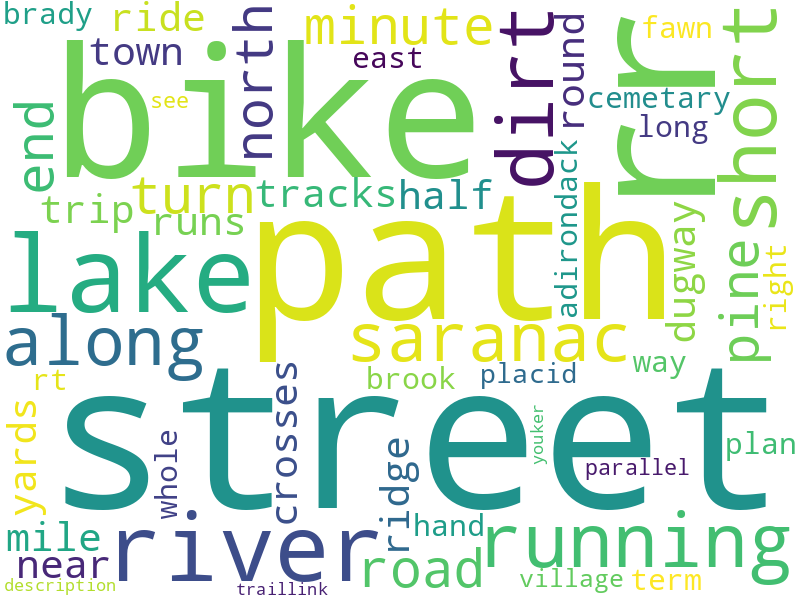 brady
ride
minute
fawn
town
north
east
dirt
round
rr
short
bike
see
cemetary
end
long
turn
tracks
half
adirondack
trip
runs
path
dugway
pine
right
lake
along
saranac
way
rt
crosses
brook
placid
street
yards
whole
ridge
youker
parallel
plan
mile
river
hand
running
near
road
village
term
description
traillink